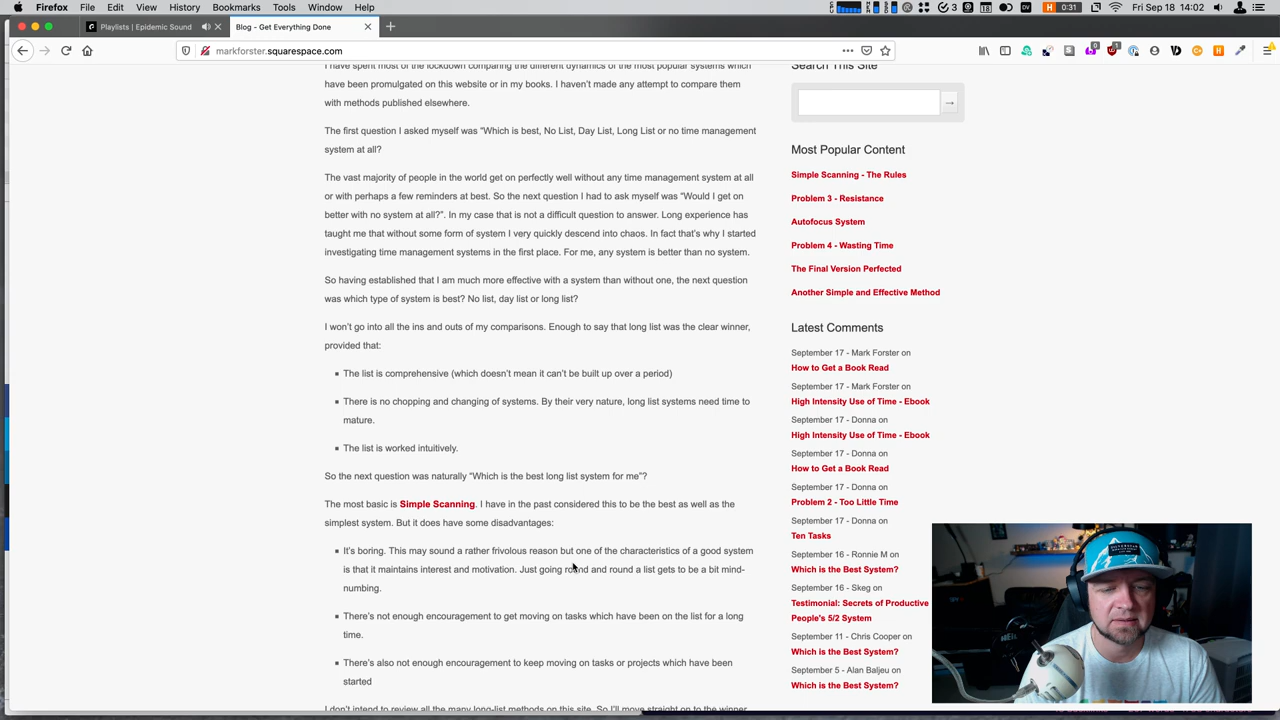 Firefox File Edit View History Bookmarks Tools Window Help
3 DV 0:31 Fri Sep 18 14:02
Playlists | Epidemic Sound
Blog - Get Everything Done
markforster.squarespace.com
I have spent most of the lockdown comparing the different dynamics of the most popular systems which
have been promulgated on this website or in my books. I haven't made any attempt to compare them
with methods published elsewhere.
The first question I asked myself was “Which is best, No List, Day List, Long List or no time management
system at all?
The vast majority of people in the world get on perfectly well without any time management system at all
or with perhaps a few reminders at best. So the next question I had to ask myself was “Would I get on
better with no system at all?”. In my case that is not a difficult question to answer. Long experience has
taught me that without some form of system I very quickly descend into chaos. In fact that's why I started
investigating time management systems in the first place. For me, any system is better than no system.
So having established that I am much more effective with a system than without one, the next question
was which type of system is best? No list, day list or long list?
I won't go into all the ins and outs of my comparisons. Enough to say that long list was the clear winner,
provided that:
The list is comprehensive (which doesn't mean it can't be built up over a period)
There is no chopping and changing of systems. By their very nature, long list systems need time to
mature.
The list is worked intuitively.
So the next question was naturally “Which is the best long list system for me”?
The most basic is Simple Scanning. I have in the past considered this to be the best as well as the
simplest system. But it does have some disadvantages:
It's boring. This may sound a rather frivolous reason but one of the characteristics of a good system
is that it maintains interest and motivation. Just going round and round a list gets to be a bit mind-
numbing.
There's not enough encouragement to get moving on tasks which have been on the list for a long
time.
There's also not enough encouragement to keep moving on tasks or projects which have been
started
I don't intend to review all the many long-list methods on this site. So I'll move straight on to the winner
Search This Site
→
Most Popular Content
Simple Scanning - The Rules
Problem 3 - Resistance
Autofocus System
Problem 4 - Wasting Time
The Final Version Perfected
Another Simple and Effective Method
Latest Comments
September 17 - Mark Forster on
How to Get a Book Read
September 17 - Mark Forster on
High Intensity Use of Time - Ebook
September 17 - Donna on
High Intensity Use of Time - Ebook
September 17 - Donna on
How to Get a Book Read
September 17 - Donna on
Problem 2 - Too Little Time
September 17 - Donna on
Ten Tasks
September 16 - Ronnie M on
Which is the Best System?
September 16 - Skeg on
Testimonial: Secrets of Productive
People's 5/2 System
September 11 - Chris Cooper on
Which is the Best System?
September 5 - Alan Baljeu on
Which is the Best System?